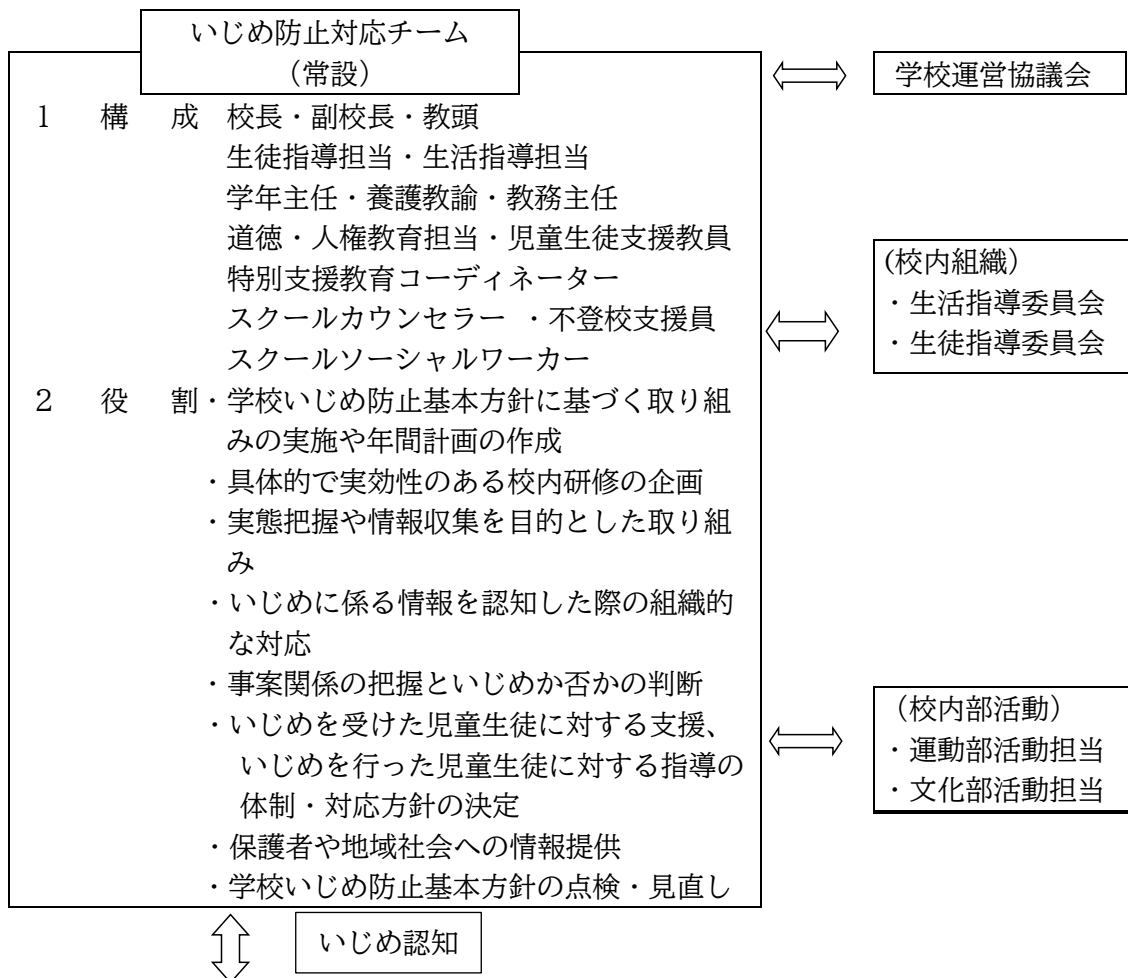 いじめ防止対応チーム
(常設)
学校運営協議会
1 構 成 校長・副校長・教頭
生徒指導担当・生活指導担当
学年主任・養護教諭・教務主任
道徳・人権教育担当・児童生徒支援教員
特別支援教育コーディネーター
スクールカウンセラー ・不登校支援員
スクールソーシャルワーカー
(校内組織)
・生活指導委員会
・生徒指導委員会
2 役 割・学校いじめ防止基本方針に基づく取り組
みの実施や年間計画の作成
・具体的で実効性のある校内研修の企画
・実態把握や情報収集を目的とした取り組
み
・いじめに係る情報を認知した際の組織的
な対応
・事案関係の把握といじめか否かの判断
・いじめを受けた児童生徒に対する支援、
いじめを行った児童生徒に対する指導の
体制・対応方針の決定
・保護者や地域社会への情報提供
・学校いじめ防止基本方針の点検・見直し
(校内部活動)
・運動部活動担当
・文化部活動担当
いじめ認知